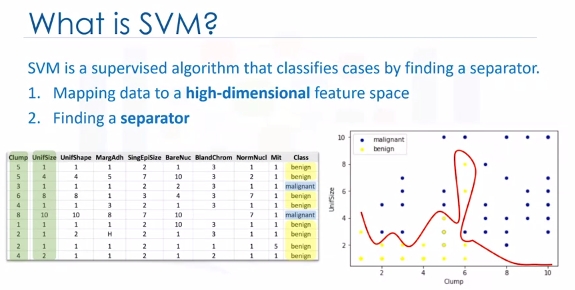 What is SVM?
SVM is a supervised algorithm that classifies cases by finding a separator.
1. Mapping data to a high-dimensional feature space
2. Finding a separator
Clump UnifSize UnifShape MargAdh SingEpiSize BareNuc BlandChrom NormNucl Mit Class
5 1 1 1 2 1 3 1 1 benign
5 4 4 5 7 10 3 2 1 benign
3 1 1 1 2 2 3 1 1 malignant
6 8 8 1 3 4 3 7 1 benign
4 1 1 3 2 1 3 1 1 benign
8 10 10 8 7 10 7 1 malignant
1 1 1 1 2 10 3 1 1 benign
2 1 H 2 1 3 1 1 benign
2 1 1 1 2 1 1 1 5 benign
4 2 1 1 2 1 2 1 1 benign
malignant
benign
10
8
6
4
2
UnifSize
2 4 6 8 10
Clump